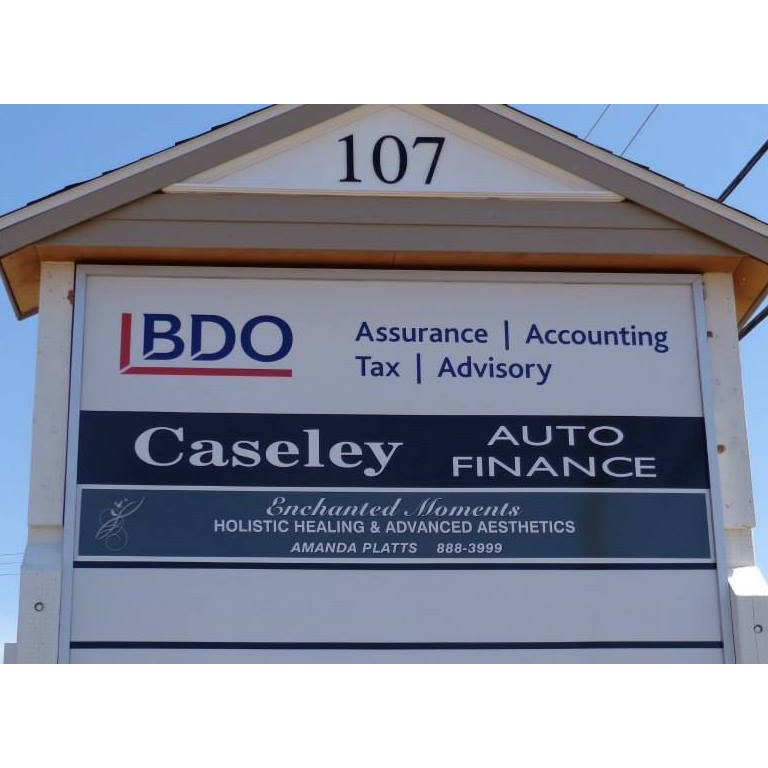 107
BDO
Assurance | Accounting
Tax | Advisory
Caseley
AUTO
FINANCE
Enchanted Moments
HOLISTIC HEALING & ADVANCED AESTHETICS
AMANDA PLATTS 888-3999